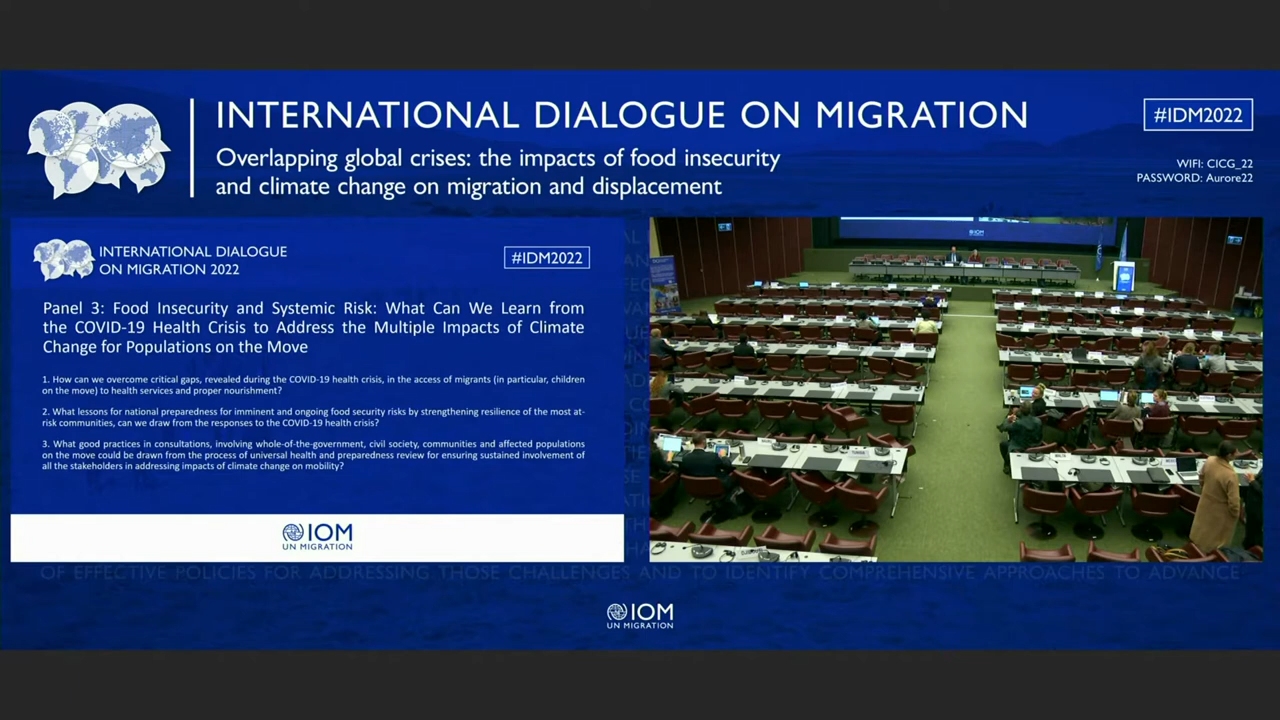 INTERNATIONAL DIALOGUE ON MIGRATION
Overlapping global crises: the impacts of food insecurity
and climate change on migration and displacement
#IDM2022
WIFI: CICG_22
PASSWORD: Aurore22
INTERNATIONAL DIALOGUE
ON MIGRATION 2022
#IDM2022
Panel 3: Food Insecurity and Systemic Risk: What Can We Learn from
the COVID-19 Health Crisis to Address the Multiple Impacts of Climate
Change for Populations on the Move
1. How can we overcome critical gaps, revealed during the COVID-19 health crisis, in the access of migrants (in particular, children
on the move) to health services and proper nourishment?
2. What lessons for national preparedness for imminent and ongoing food security risks by strengthening resilience of the most at-
risk communities, can we draw from the responses to the COVID-19 health crisis?
3. What good practices in consultations, involving whole-of-the-government, civil society, communities and affected populations
on the move could be drawn from the process of universal health and preparedness review for ensuring sustained involvement of
all the stakeholders in addressing impacts of climate change on mobility?
IOM
UN MIGRATION
IOM
OF EFFECTIVE POLICIES FOR ADDRESSING THOSE CHALLENGES AND TO IDENTIFY COMPREHENSIVE APPROACHES TO ADVANCE
IOM
UN MIGRATION